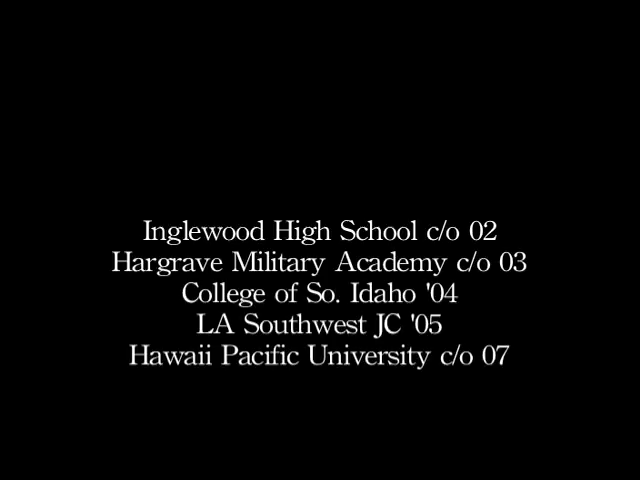 Inglewood High School c/o 02
Hargrave Military Academy c/o 03
College of So. Idaho '04
LA Southwest JC '05
Hawaii Pacific University c/o 07